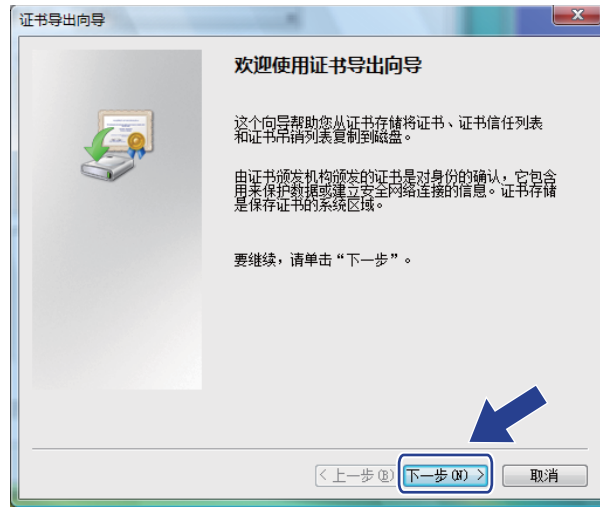 证书导出向导
欢迎使用证书导出向导
这个向导帮助您从证书存储将证书、证书信任列表
和证书吊销列表复制到磁盘。
由证书颁发机构颁发的证书是对身份的确认，它包含
用来保护数据或建立安全网络连接的信息。证书存储
是保存证书的系统区域。
要继续，请单击“下一步”。
< 上一步(B) 下一步(N) > 取消